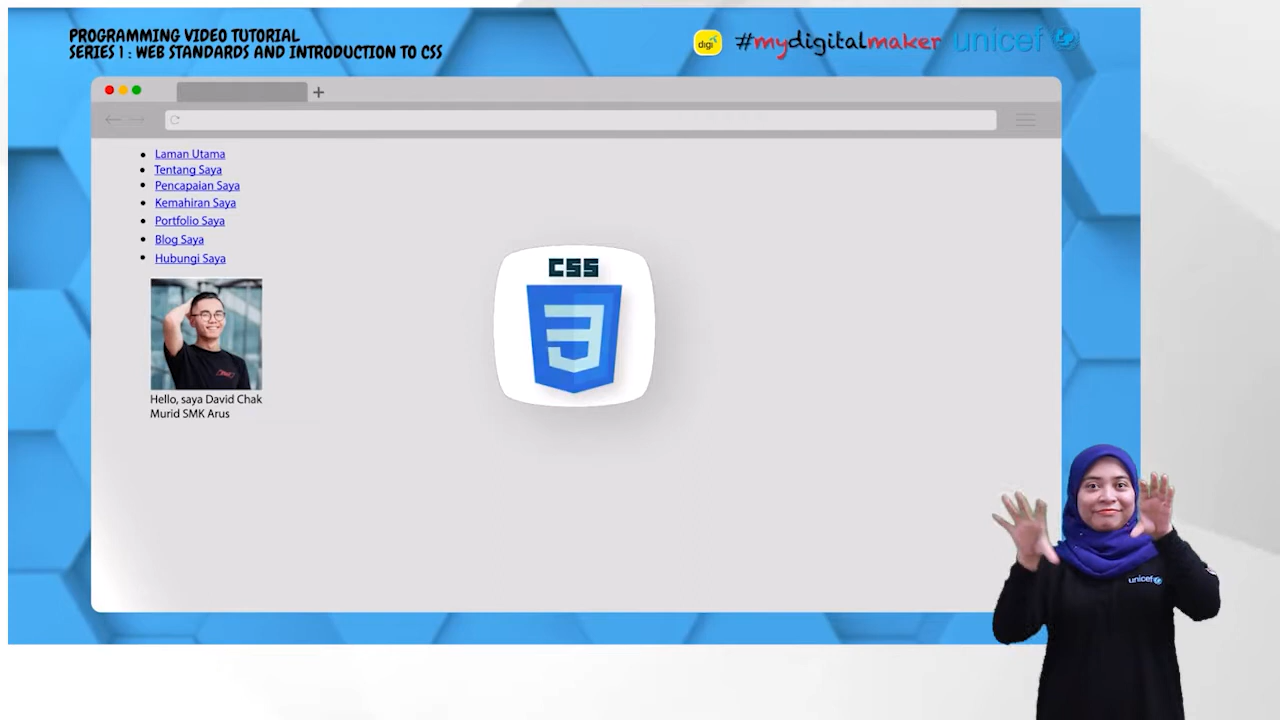 PROGRAMMING VIDEO TUTORIAL
SERIES 1 : WEB STANDARDS AND INTRODUCTION TO CSS
digi
#mydigitalmaker
unicef
Laman Utama
Tentang Saya
Pencapaian Saya
Kemahiran Saya
Portfolio Saya
Blog Saya
Hubungi Saya
CSS
3
Hello, saya David Chak
Murid SMK Arus
unicef